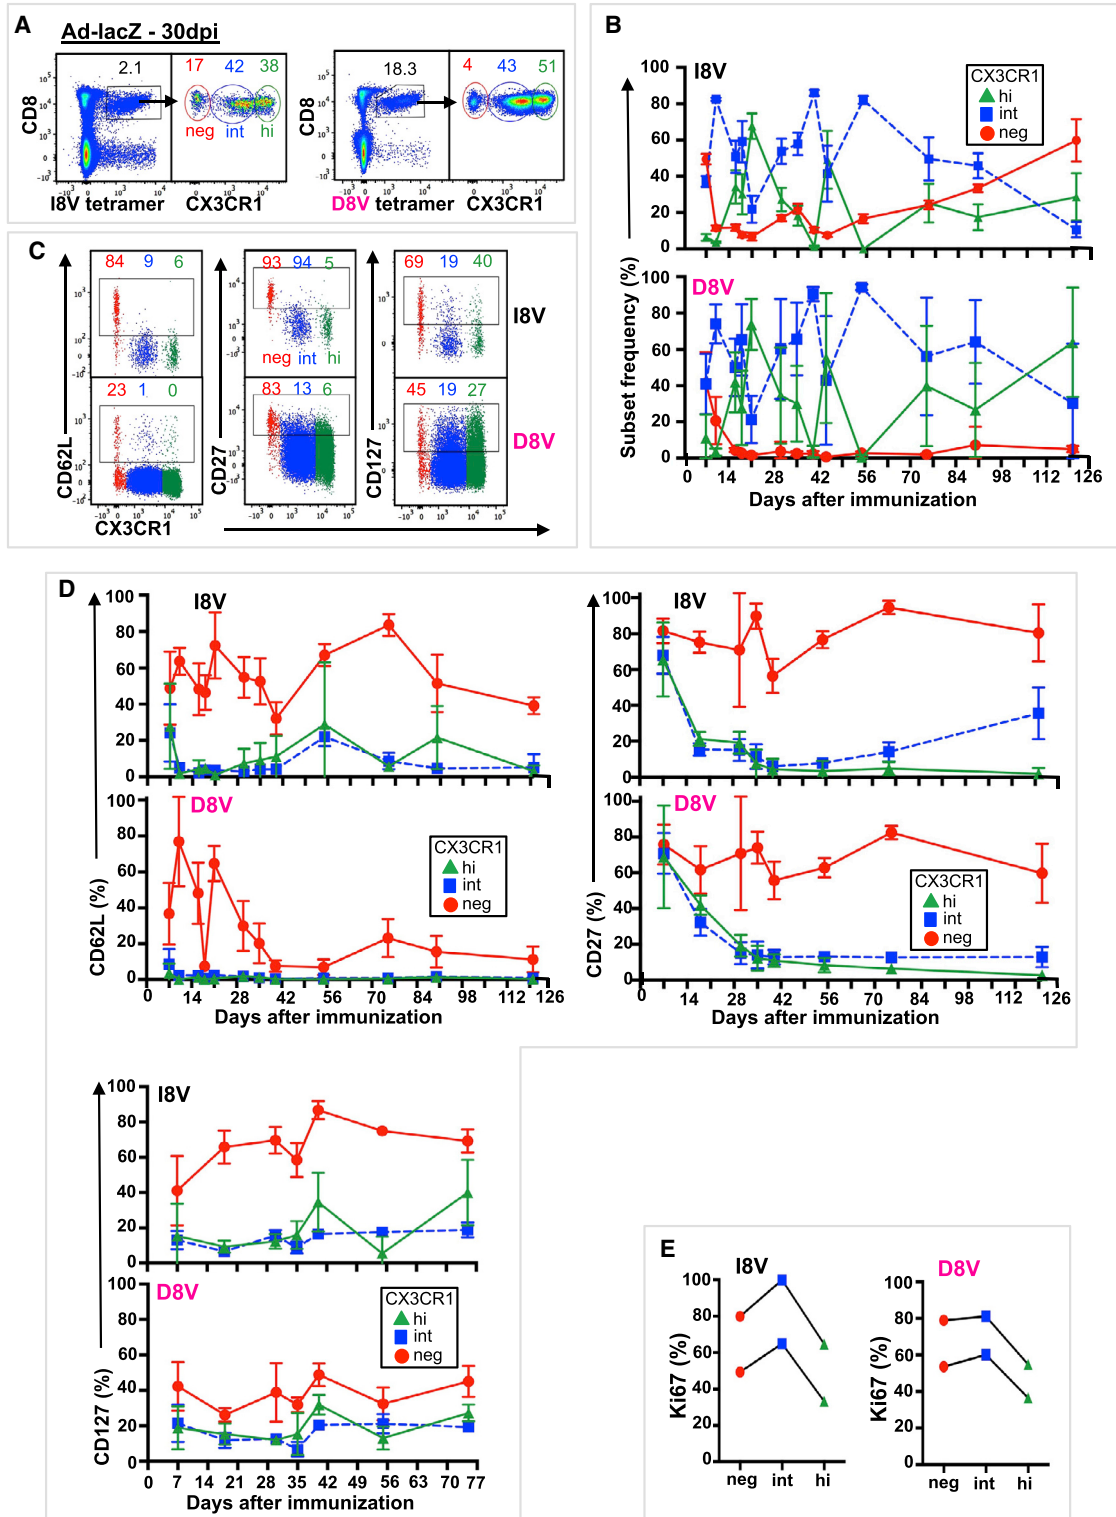 A
Ad-lacZ - 30dpi
CD8
2.1
17 42 38
neg int hi
I8V tetramer
CX3CR1
CD8
18.3
4 43 51
D8V tetramer
CX3CR1
B
I8V
CX3CR1
hi
int
neg
100
80
60
40
20
0
D8V
100
80
60
40
20
0
Subset frequency (%)
0 14 28 42 56 70 84 98 112 126
Days after immunization
C
84 9 6
93 94 5
neg int hi
69 19 40
I8V
23 1 0
83 13 6
45 19 27
D8V
CD62L
CD27
CD127
CX3CR1
D
I8V
100
80
60
40
20
0
D8V
100
80
60
40
20
0
CX3CR1
hi
int
neg
CD62L (%)
0 14 28 42 56 70 84 98 112 126
Days after immunization
I8V
100
80
60
40
20
0
D8V
100
80
60
40
20
0
CX3CR1
hi
int
neg
CD27 (%)
0 14 28 42 56 70 84 98 112 126
Days after immunization
I8V
100
80
60
40
20
0
D8V
100
80
60
40
20
0
CX3CR1
hi
int
neg
CD127 (%)
0 7 14 21 28 35 42 49 56 63 70 77
Days after immunization
E
I8V
100
80
60
40
20
0
Ki67 (%)
neg int hi
D8V
100
80
60
40
20
0
Ki67 (%)
neg int hi